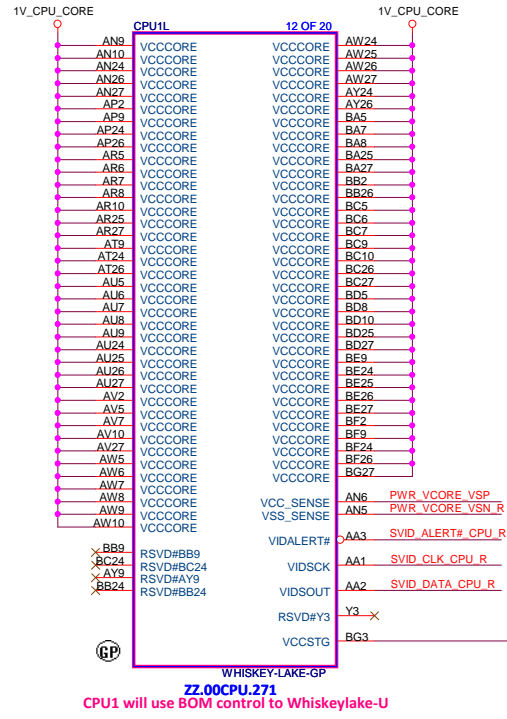 1V_CPU_CORE 1V_CPU_CORE
CPU1L 12 OF 20
AN9 VCCCORE VCCCORE AW24
AN10 VCCCORE VCCCORE AW25
AN24 VCCCORE VCCCORE AW26
AN26 VCCCORE VCCCORE AW27
AN27 VCCCORE VCCCORE AY24
AP2 VCCCORE VCCCORE AY26
AP9 VCCCORE VCCCORE BA5
AP24 VCCCORE VCCCORE BA7
AP26 VCCCORE VCCCORE BA8
AR5 VCCCORE VCCCORE BA25
AR6 VCCCORE VCCCORE BA27
AR7 VCCCORE VCCCORE BB2
AR8 VCCCORE VCCCORE BB26
AR10 VCCCORE VCCCORE BC5
AR25 VCCCORE VCCCORE BC6
AR27 VCCCORE VCCCORE BC7
AT9 VCCCORE VCCCORE BC9
AT24 VCCCORE VCCCORE BC10
AT26 VCCCORE VCCCORE BC26
AU5 VCCCORE VCCCORE BC27
AU6 VCCCORE VCCCORE BD5
AU7 VCCCORE VCCCORE BD8
AU8 VCCCORE VCCCORE BD10
AU9 VCCCORE VCCCORE BD25
AU24 VCCCORE VCCCORE BD27
AU25 VCCCORE VCCCORE BE9
AU26 VCCCORE VCCCORE BE24
AU27 VCCCORE VCCCORE BE25
AV2 VCCCORE VCCCORE BE26
AV5 VCCCORE VCCCORE BE27
AV7 VCCCORE VCCCORE BF2
AV10 VCCCORE VCCCORE BF9
AV27 VCCCORE VCCCORE BF24
AW5 VCCCORE VCCCORE BF26
AW6 VCCCORE VCCCORE BG27
AW7 VCCCORE
AW8 VCCCORE VCC_SENSE AN6 PWR_VCORE_VSP
AW9 VCCCORE VSS_SENSE AN5 PWR_VCORE_VSN_R
AW10 VCCCORE
VIDALERT# AA3 SVID_ALERT#_CPU_R
BB9 RSVD#BB9
BC24 RSVD#BC24 VIDSCK AA1 SVID_CLK_CPU_R
AY9 RSVD#AY9
BB24 RSVD#BB24 VIDSOUT AA2 SVID_DATA_CPU_R
RSVD#Y3 Y3
VCCSTG BG3
GP
WHISKEY-LAKE-GP
ZZ.00CPU.271
CPU1 will use BOM control to Whiskeylake-U